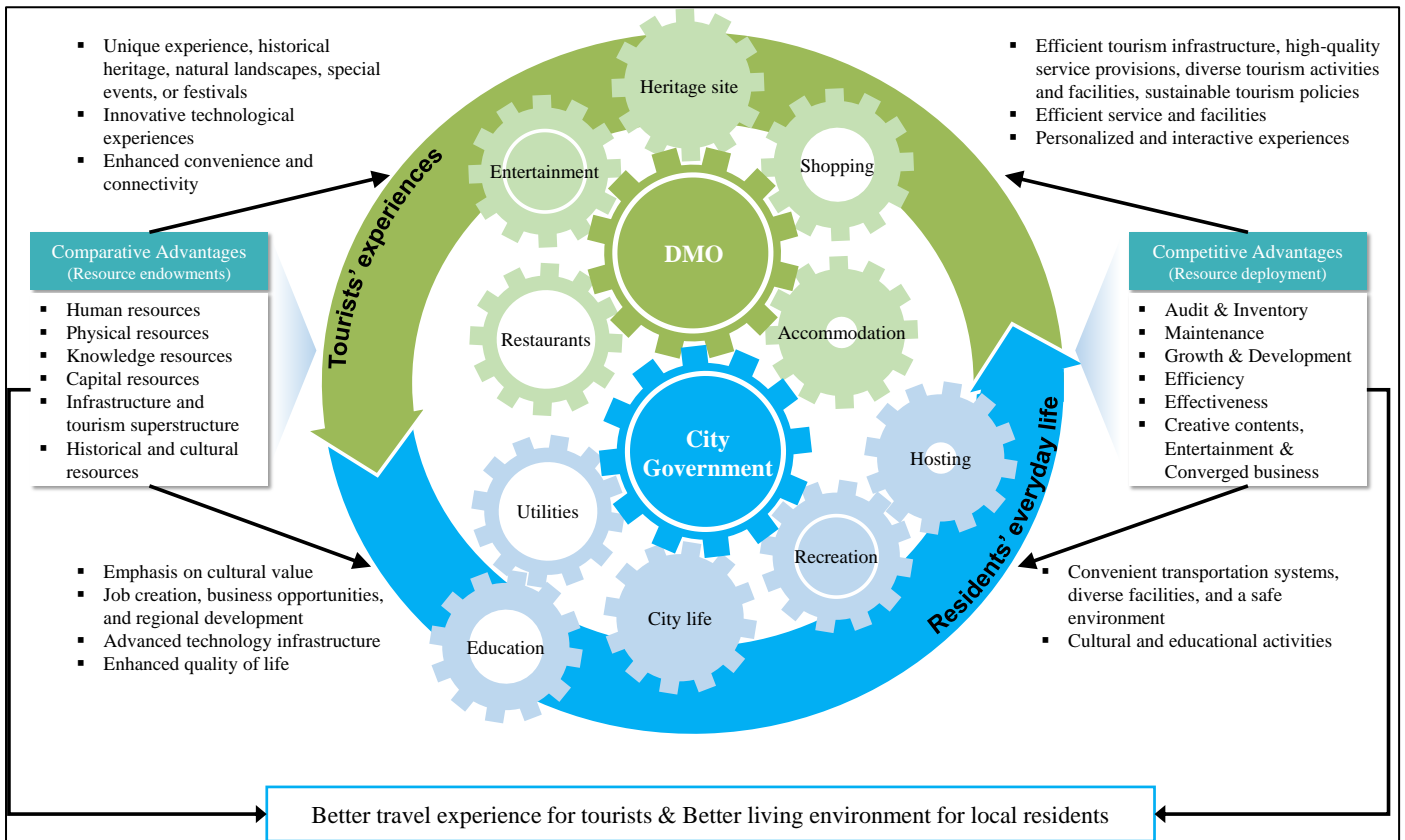 ▪ Unique experience, historical
heritage, natural landscapes, special
events, or festivals
▪ Innovative technological
experiences
▪ Enhanced convenience and
connectivity
▪ Efficient tourism infrastructure, high-quality
service provisions, diverse tourism activities
and facilities, sustainable tourism policies
▪ Efficient service and facilities
▪ Personalized and interactive experiences
Comparative Advantages
(Resource endowments)
▪ Human resources
▪ Physical resources
▪ Knowledge resources
▪ Capital resources
▪ Infrastructure and
tourism superstructure
▪ Historical and cultural
resources
Tourists’ experiences
Heritage site
Entertainment
Shopping
DMO
Restaurants
Accommodation
City
Government
Hosting
Utilities
Recreation
City life
Education
Residents’ everyday life
Competitive Advantages
(Resource deployment)
▪ Audit & Inventory
▪ Maintenance
▪ Growth & Development
▪ Efficiency
▪ Effectiveness
▪ Creative contents,
Entertainment &
Converged business
▪ Emphasis on cultural value
▪ Job creation, business opportunities,
and regional development
▪ Advanced technology infrastructure
▪ Enhanced quality of life
▪ Convenient transportation systems,
diverse facilities, and a safe
environment
▪ Cultural and educational activities
Better travel experience for tourists & Better living environment for local residents